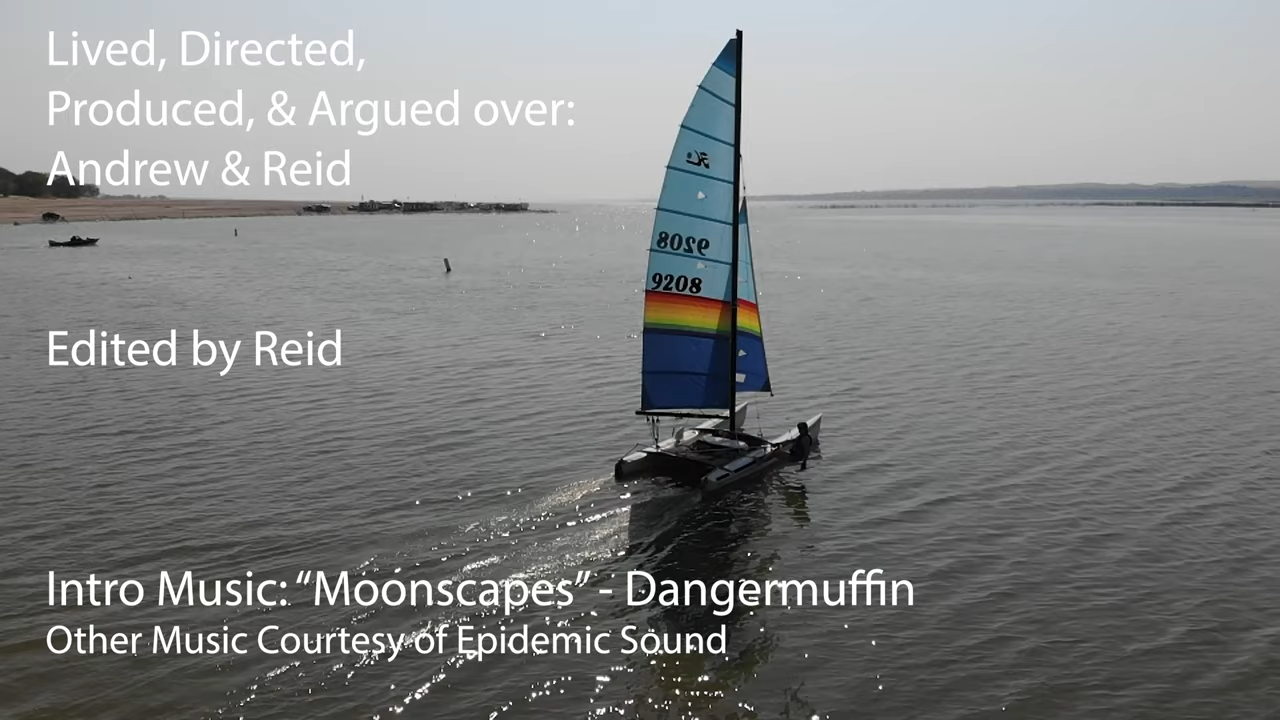 Lived, Directed,
Produced, & Argued over:
Andrew & Reid
9208
9208
Edited by Reid
Intro Music: “Moonscapes” - Dangermuffin
Other Music Courtesy of Epidemic Sound